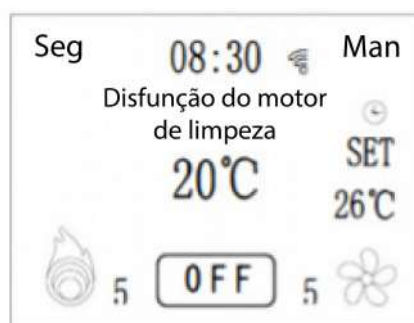 Seg 08:30 Man
Disfunção do motor
de limpeza
20°C
SET
26°C
5 OFF 5